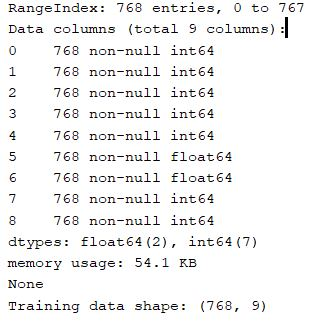 RangeIndex: 768 entries, 0 to 767
Data columns (total 9 columns):
0    768 non-null int64
1    768 non-null int64
2    768 non-null int64
3    768 non-null int64
4    768 non-null int64
5    768 non-null float64
6    768 non-null float64
7    768 non-null int64
8    768 non-null int64
dtypes: float64(2), int64(7)
memory usage: 54.1 KB
None
Training data shape: (768, 9)